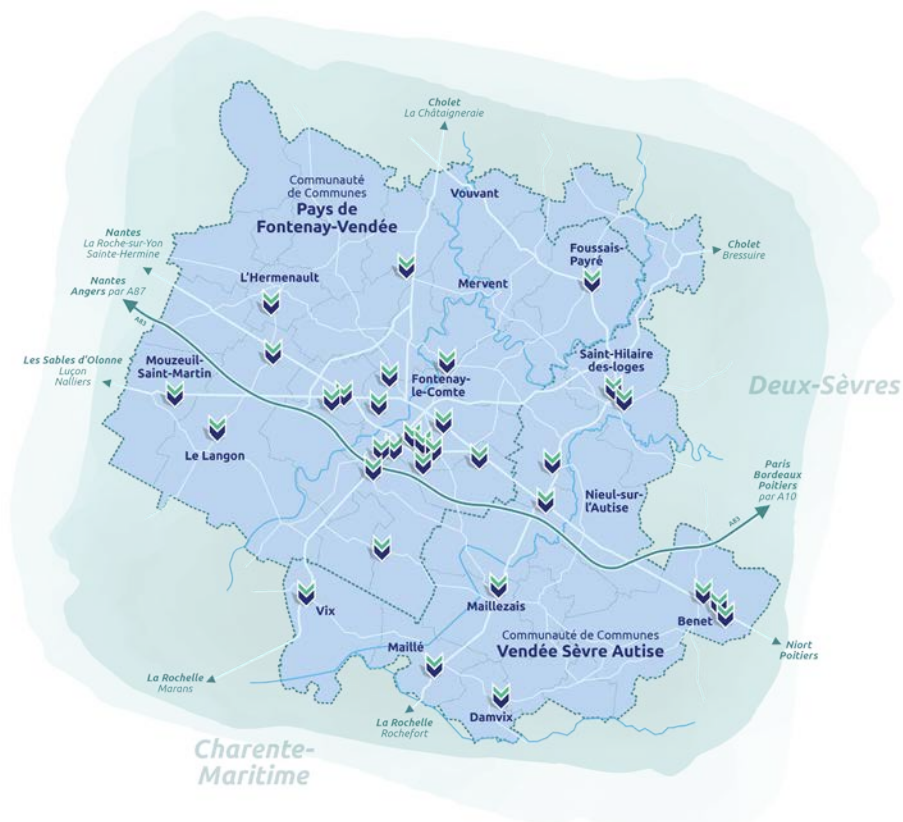 Cholet
La Châtaigneraie
Communauté
de Communes
Pays de
Fontenay-Vendée
Vouvant
Nantes
La Roche-sur-Yon
Sainte-Hermine
Foussais-
Payré
Cholet
Bressuire
L'Hermenault
Mervent
Nantes
Angers par A87
A83
Les Sables d'Olonne
Luçon
Nalliers
Mouzeuil-
Saint-Martin
Saint-Hilaire
des-loges
Fontenay-
le-Comte
Deux-Sèvres
Le Langon
Paris
Bordeaux
Poitiers
par A10
Nieul-sur-
l'Autise
A83
Vix
Maillezais
Benet
Communauté de Communes
Vendée Sèvre Autise
Maillé
Niort
Poitiers
La Rochelle
Marans
Damvix
La Rochelle
Rochefort
Charente-
Maritime